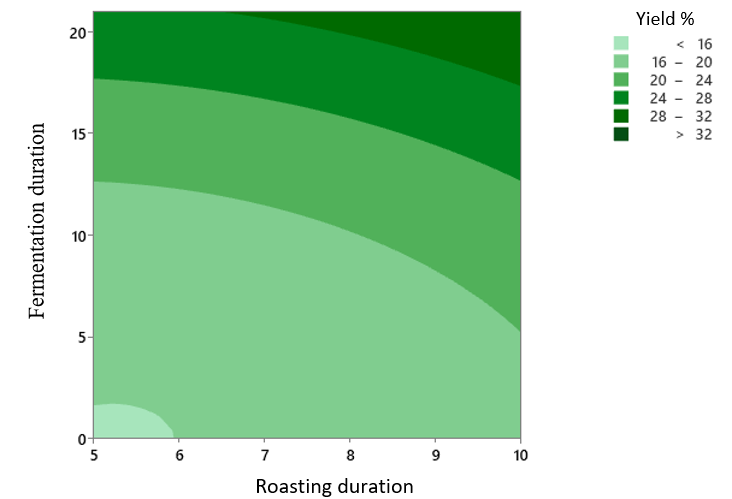 Yield %
< 16
16 – 20
20 – 24
24 – 28
28 – 32
> 32
Fermentation duration
20
15
10
5
0
5 6 7 8 9 10
Roasting duration